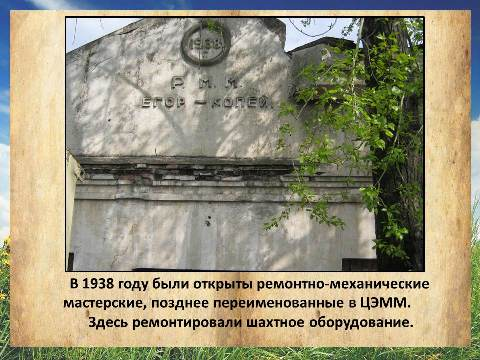 1938
Р. М. М.
ЕГОР – КОПЕЙ
В 1938 году были открыты ремонтно-механические
мастерские, позднее переименованные в ЦЭММ.
Здесь ремонтировали шахтное оборудование.